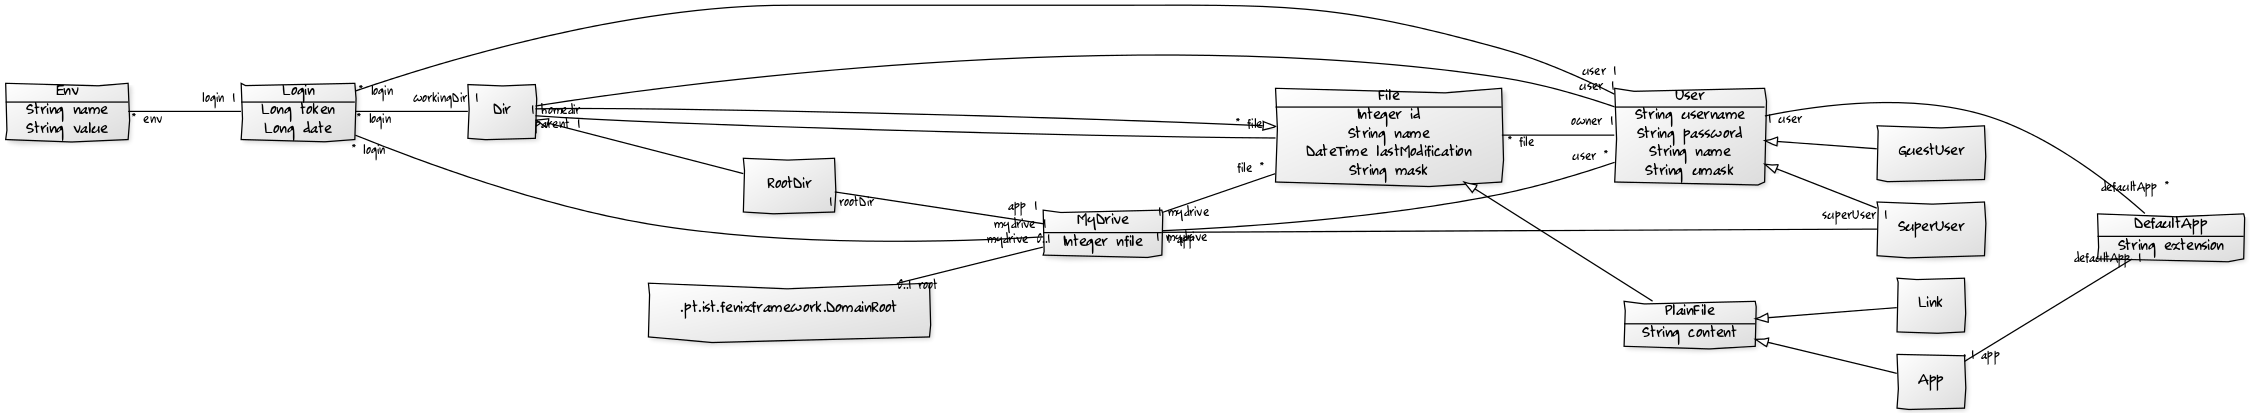 user 1
user 1
Env
String name
String value
login 1
* env
Login
Long token
Long date
* login
* login
* login
workingDir 1
Dir
1 homedir
parent 1
* file
File
Integer id
String name
DateTime lastModification
String mask
owner 1
* file
user *
User
String username
String password
String name
String umask
1 user
GuestUser
RootDir
1 rootDir
file *
app 1
mydrive 1
mydrive 0..1
MyDrive
Integer nfile
1 mydrive
1 mydrive
1 app
superUser 1
SuperUser
defaultApp *
DefaultApp
String extension
defaultApp 1
0..1 root
.pt.ist.fenixframework.DomainRoot
PlainFile
String content
Link
1 app
App